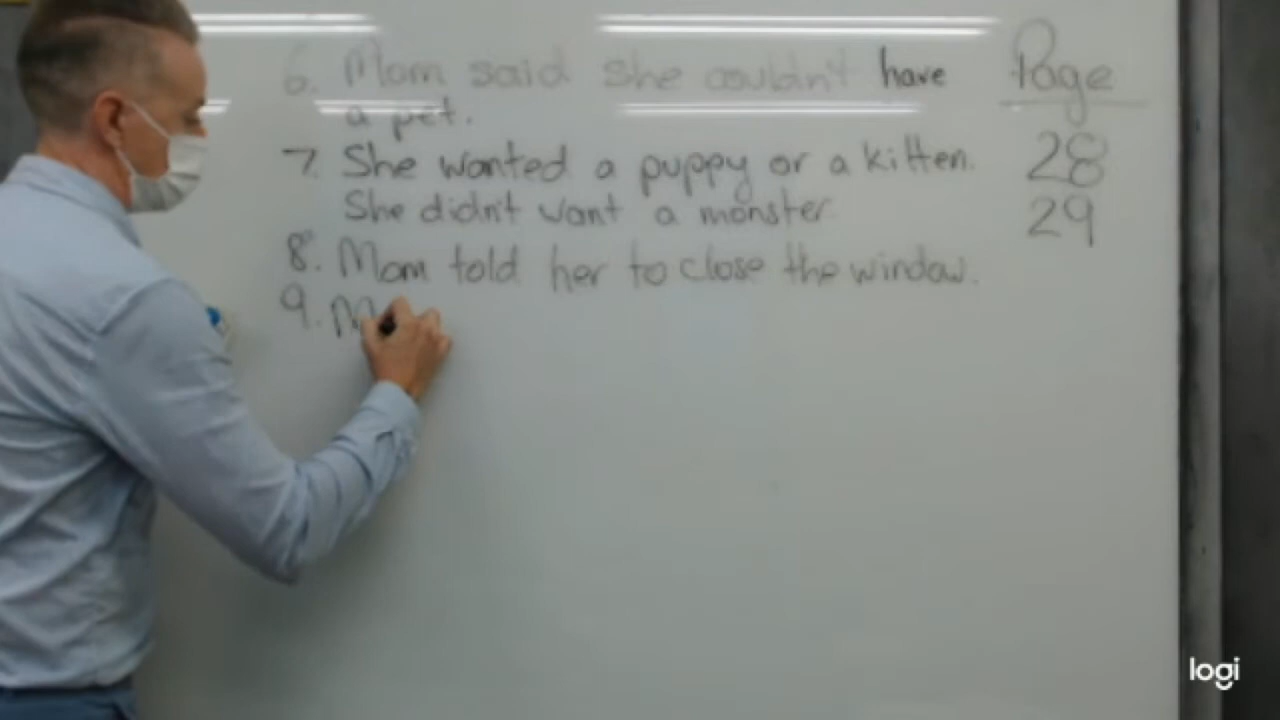 6. Mom said she couldn't have
a pet.
7. She wanted a puppy or a kitten.
She didn't want a monster.
8. Mom told her to close the window.
9. M
Page
28
29
logi